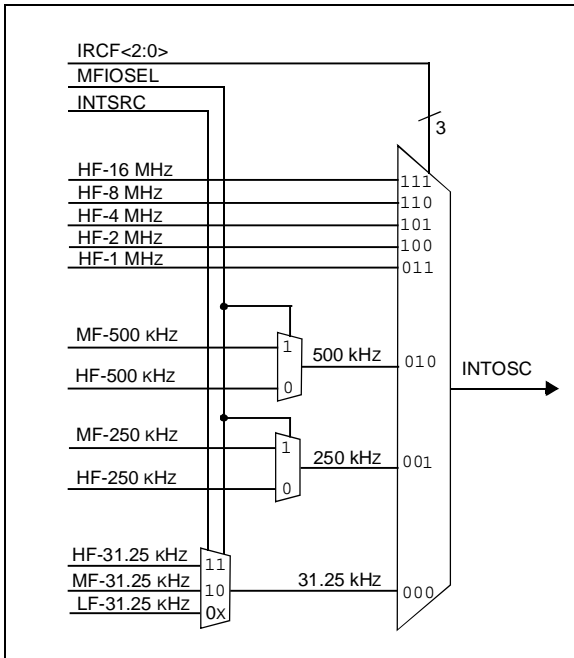 IRCF<2:0>
MFIOSEL
INTSRC
3
HF-16 MHz
111
HF-8 MHz
110
HF-4 MHz
101
HF-2 MHz
100
HF-1 MHz
011
MF-500 KHz
1
500 kHz
010
HF-500 KHz
0
INTOSC
MF-250 KHz
1
250 kHz
001
HF-250 KHz
0
HF-31.25 KHz
11
MF-31.25 KHz
10
31.25 kHz
000
LF-31.25 KHz
0X